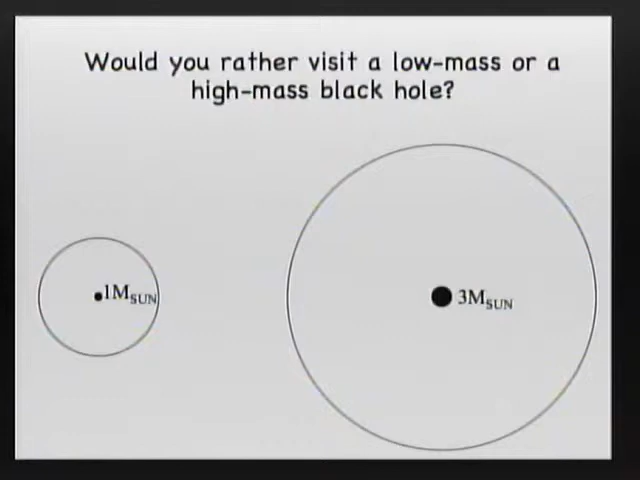 Would you rather visit a low-mass or a
high-mass black hole?
1M_SUN
3M_SUN